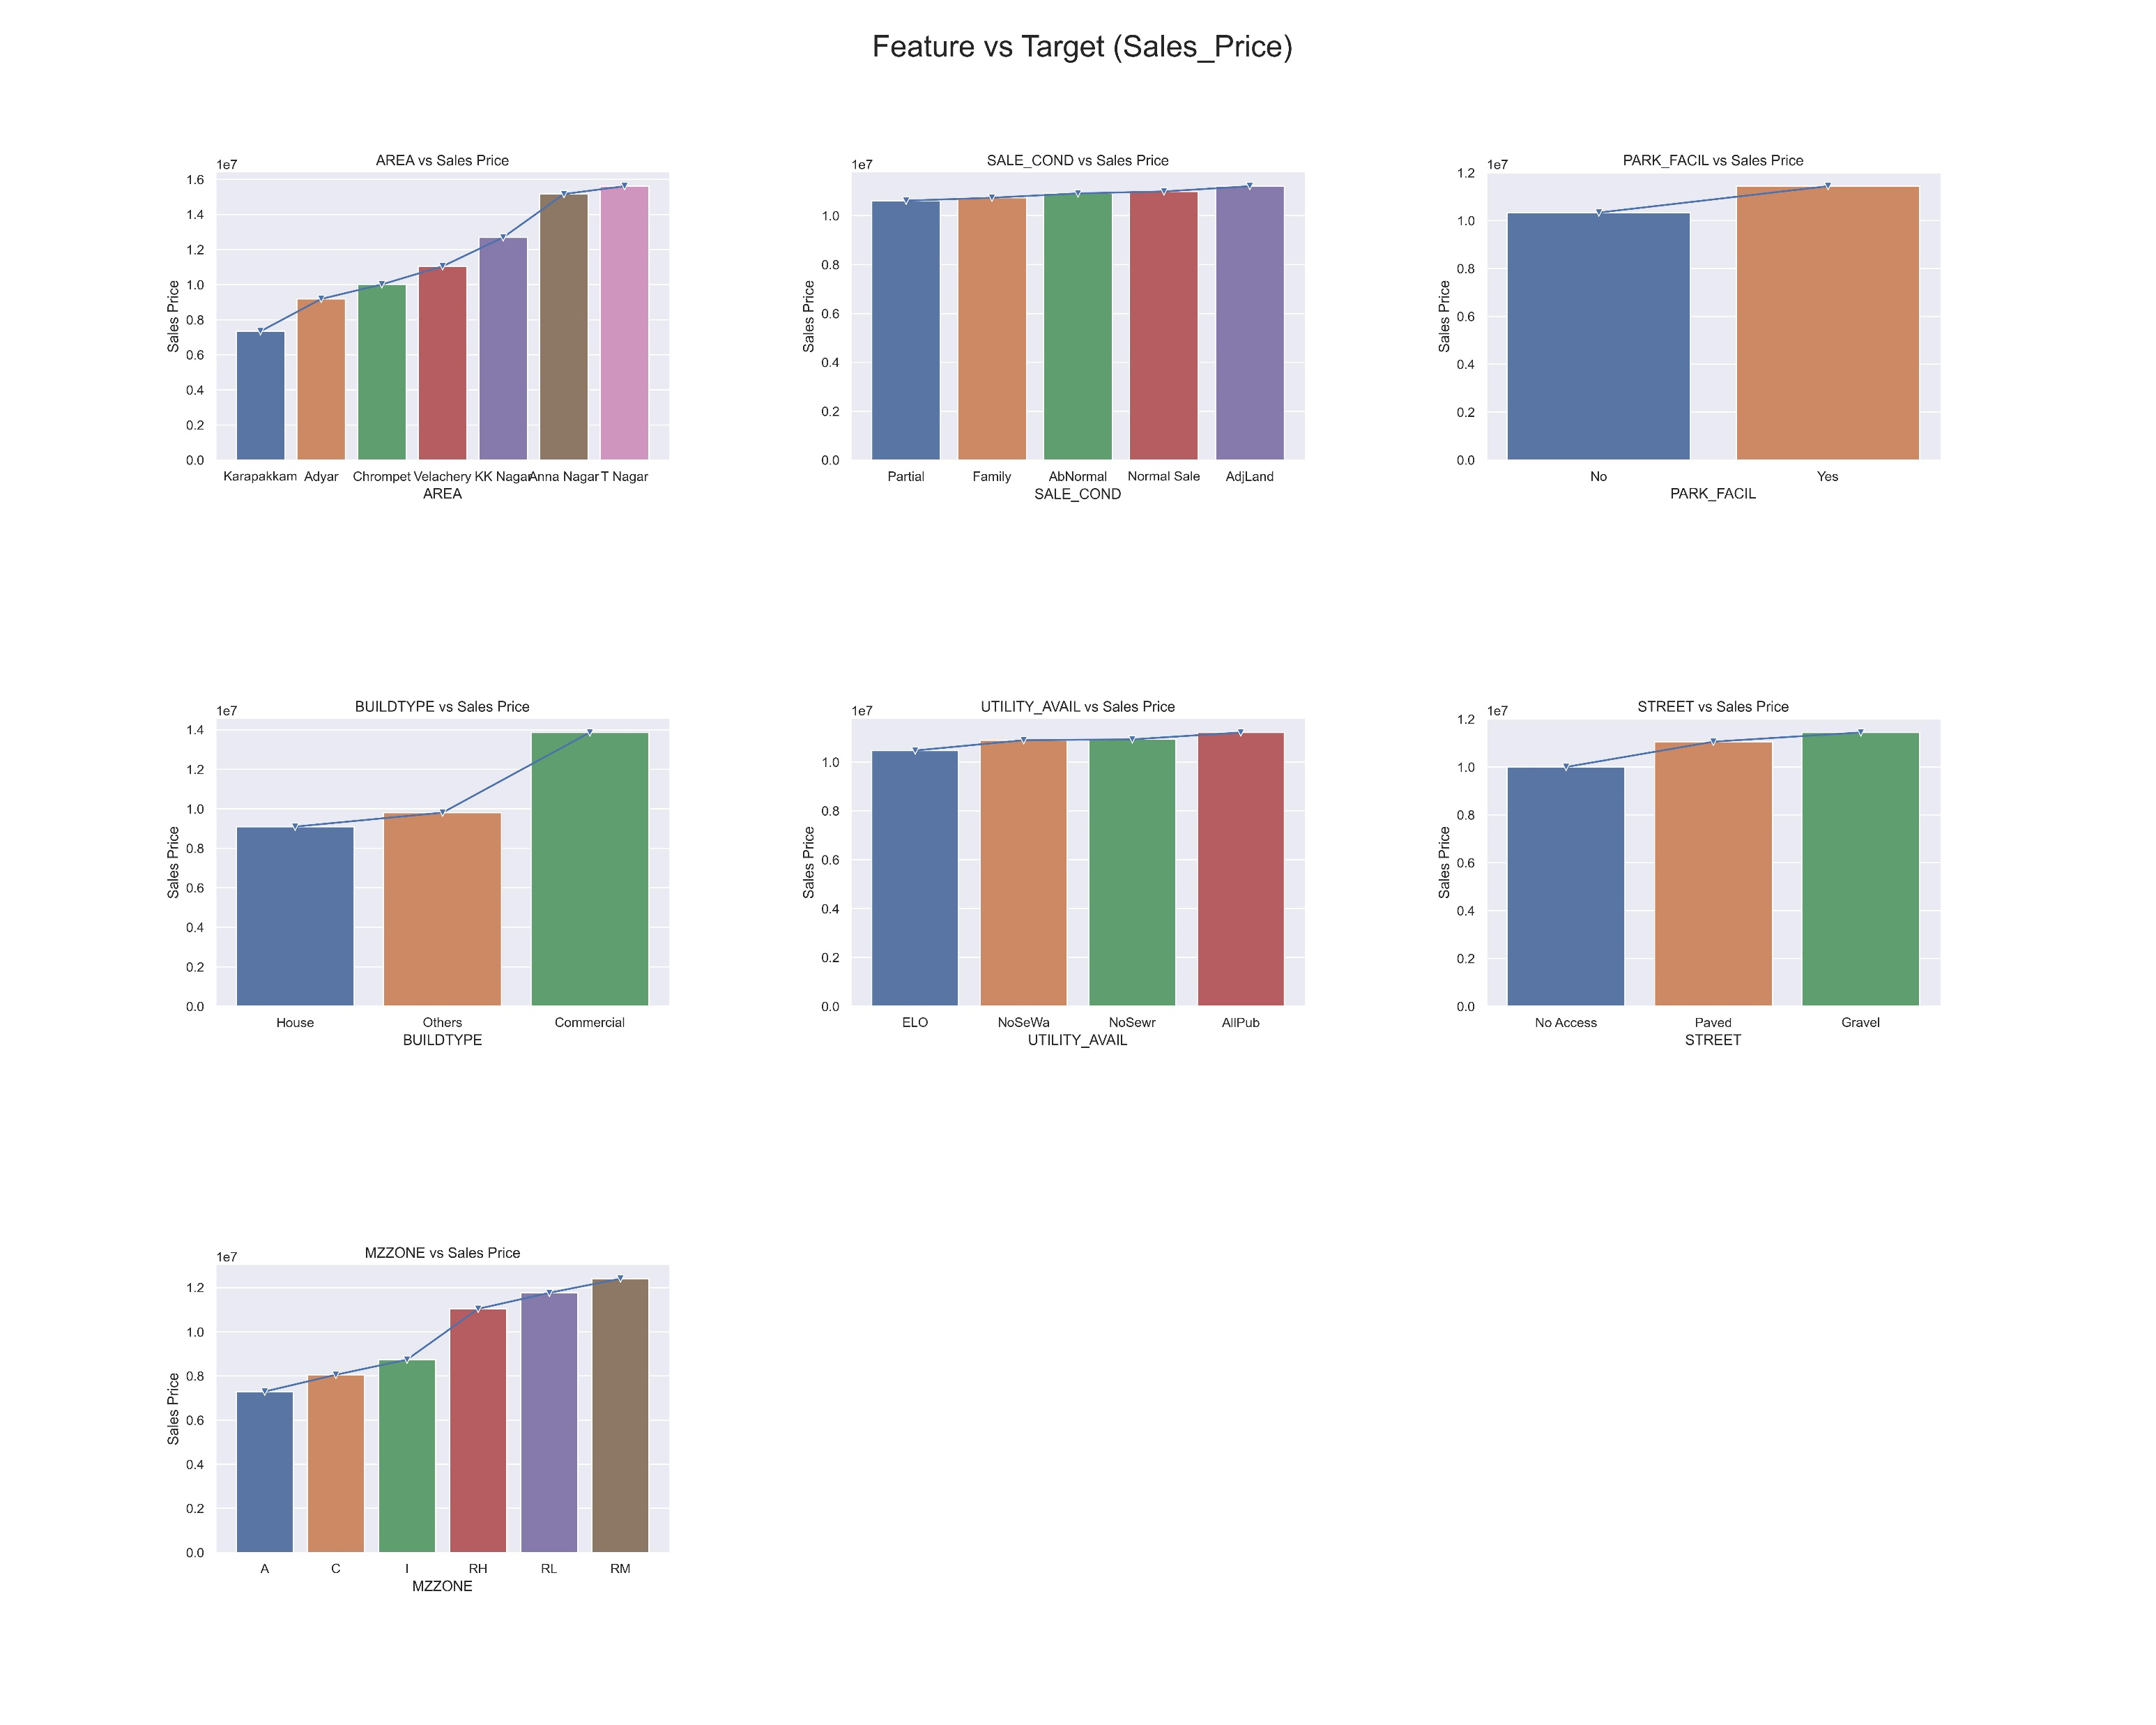 Feature vs Target (Sales_Price)
AREA vs Sales Price
1e7
1.6
1.4
1.2
1.0
0.8
0.6
0.4
0.2
0.0
Sales Price
Karapakkam Adyar Chrompet Velachery KK Nagar Anna Nagar T Nagar
AREA
SALE_COND vs Sales Price
1e7
1.0
0.8
0.6
0.4
0.2
0.0
Sales Price
Partial Family AbNormal Normal Sale AdjLand
SALE_COND
PARK_FACIL vs Sales Price
1e7
1.2
1.0
0.8
0.6
0.4
0.2
0.0
Sales Price
No Yes
PARK_FACIL
BUILDTYPE vs Sales Price
1e7
1.4
1.2
1.0
0.8
0.6
0.4
0.2
0.0
Sales Price
House Others Commercial
BUILDTYPE
UTILITY_AVAIL vs Sales Price
1e7
1.0
0.8
0.6
0.4
0.2
0.0
Sales Price
ELO NoSeWa NoSewr AllPub
UTILITY_AVAIL
STREET vs Sales Price
1e7
1.2
1.0
0.8
0.6
0.4
0.2
0.0
Sales Price
No Access Paved Gravel
STREET
MZZONE vs Sales Price
1e7
1.2
1.0
0.8
0.6
0.4
0.2
0.0
Sales Price
A C I RH RL RM
MZZONE